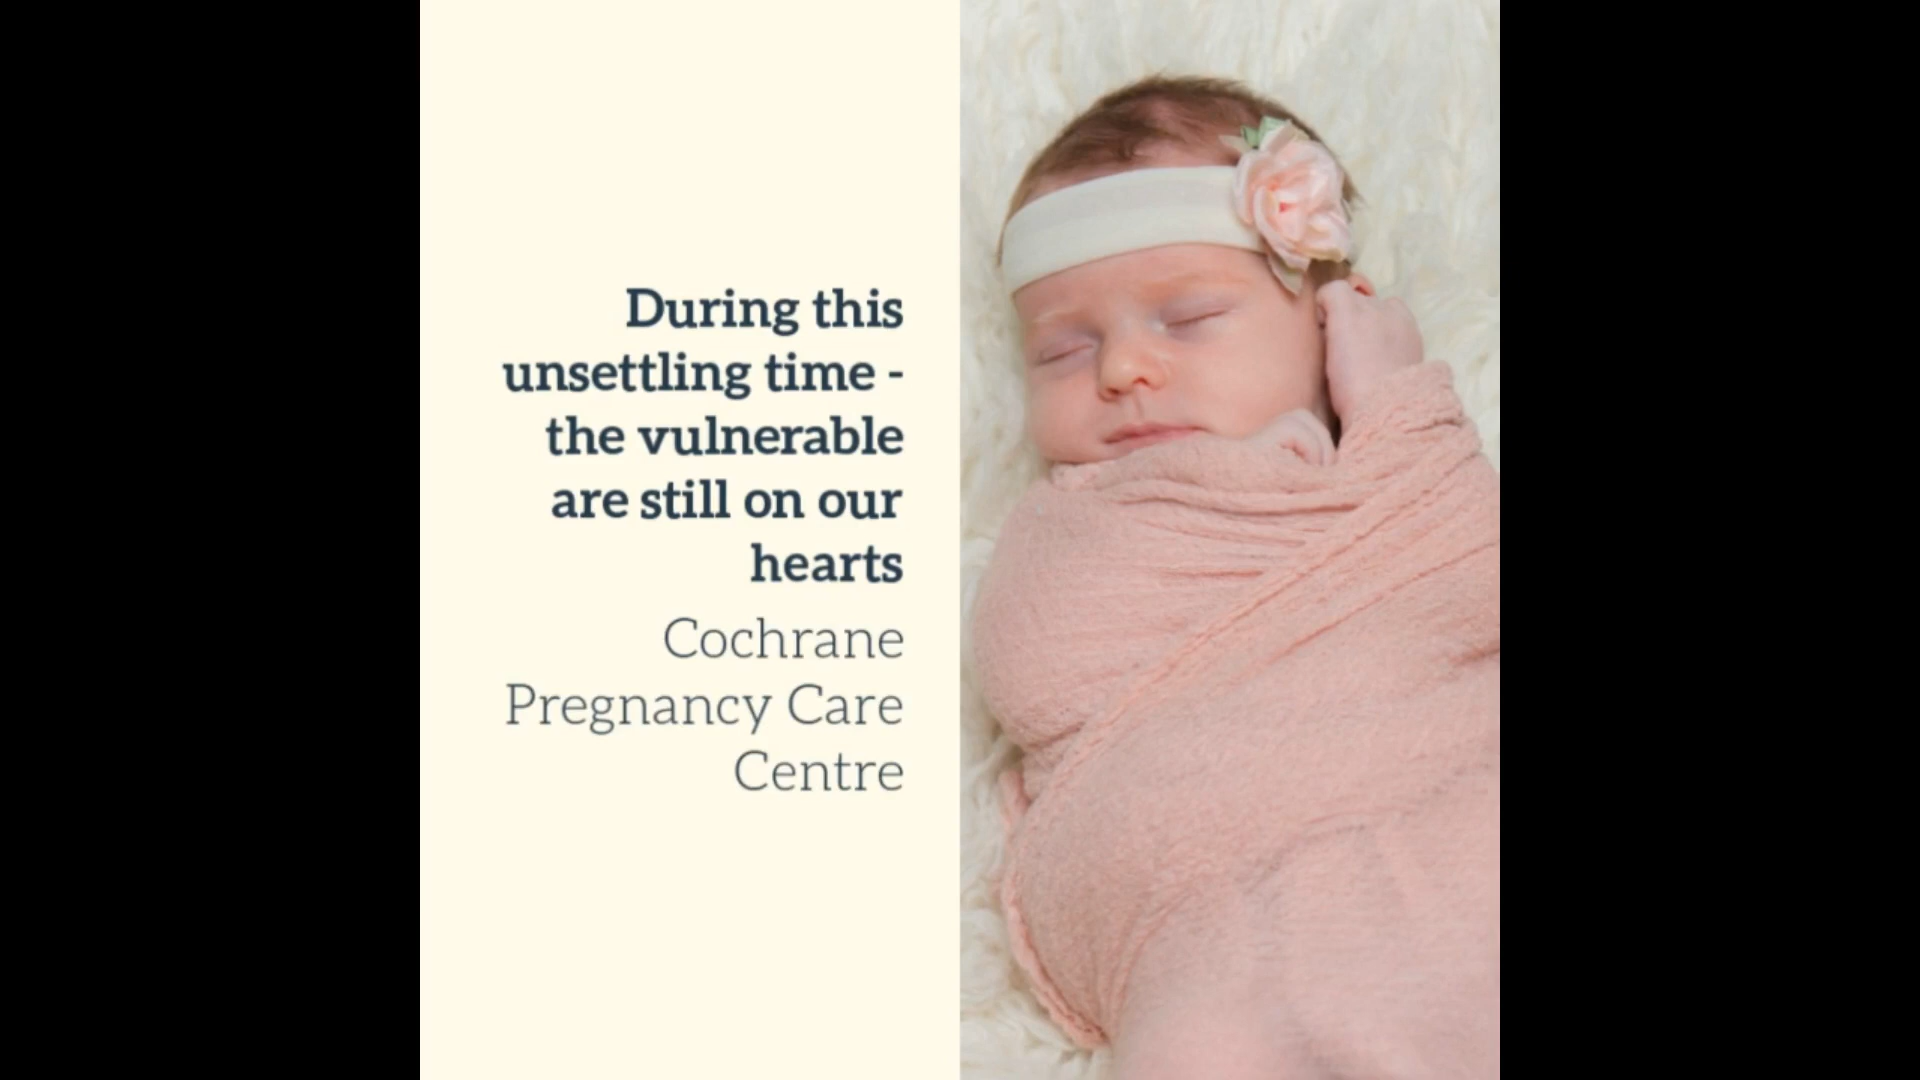 During this
unsettling time -
the vulnerable
are still on our
hearts
Cochrane
Pregnancy Care
Centre